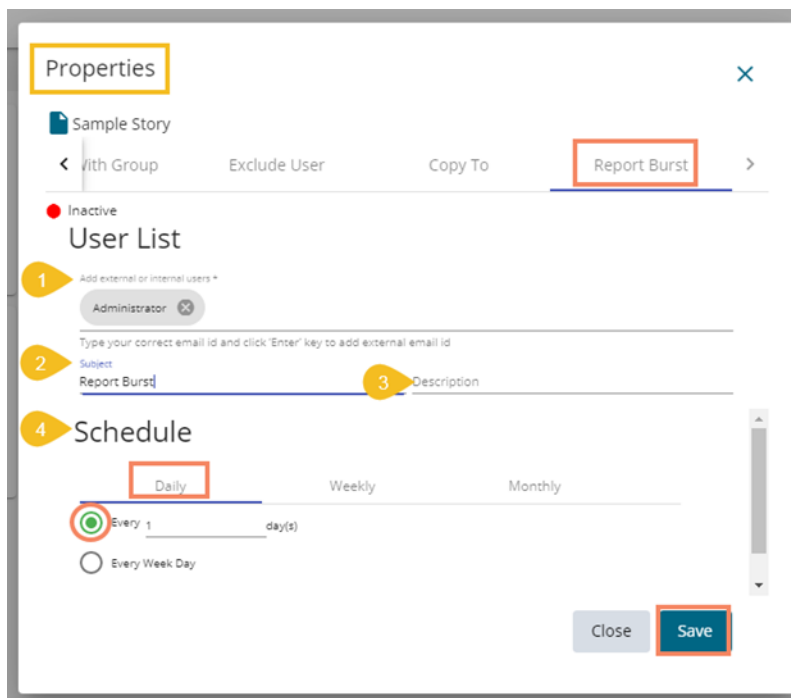 Properties
Sample Story
With Group Exclude User Copy To Report Burst
Inactive
User List
1 Add external or internal users *
Administrator
Type your correct email id and click 'Enter' key to add external email id
2 Subject
Report Burst 3 Description
4 Schedule
Daily Weekly Monthly
Every 1 day(s)
Every Week Day
Close Save